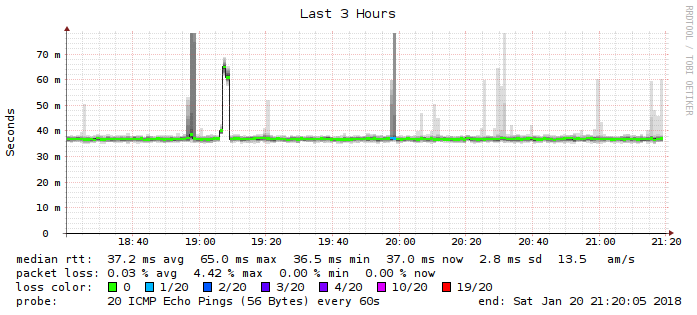 Last 3 Hours
RRDTOOL / TOBI OETIKER
Seconds
70 m
60 m
50 m
40 m
30 m
20 m
10 m
0
18:40 19:00 19:20 19:40 20:00 20:20 20:40 21:00 21:20
median rtt: 37.2 ms avg 65.0 ms max 36.5 ms min 37.0 ms now 2.8 ms sd 13.5 am/s
packet loss: 0.03 % avg 4.42 % max 0.00 % min 0.00 % now
loss color: 0 1/20 2/20 3/20 4/20 10/20 19/20
probe: 20 ICMP Echo Pings (56 Bytes) every 60s end: Sat Jan 20 21:20:05 2018